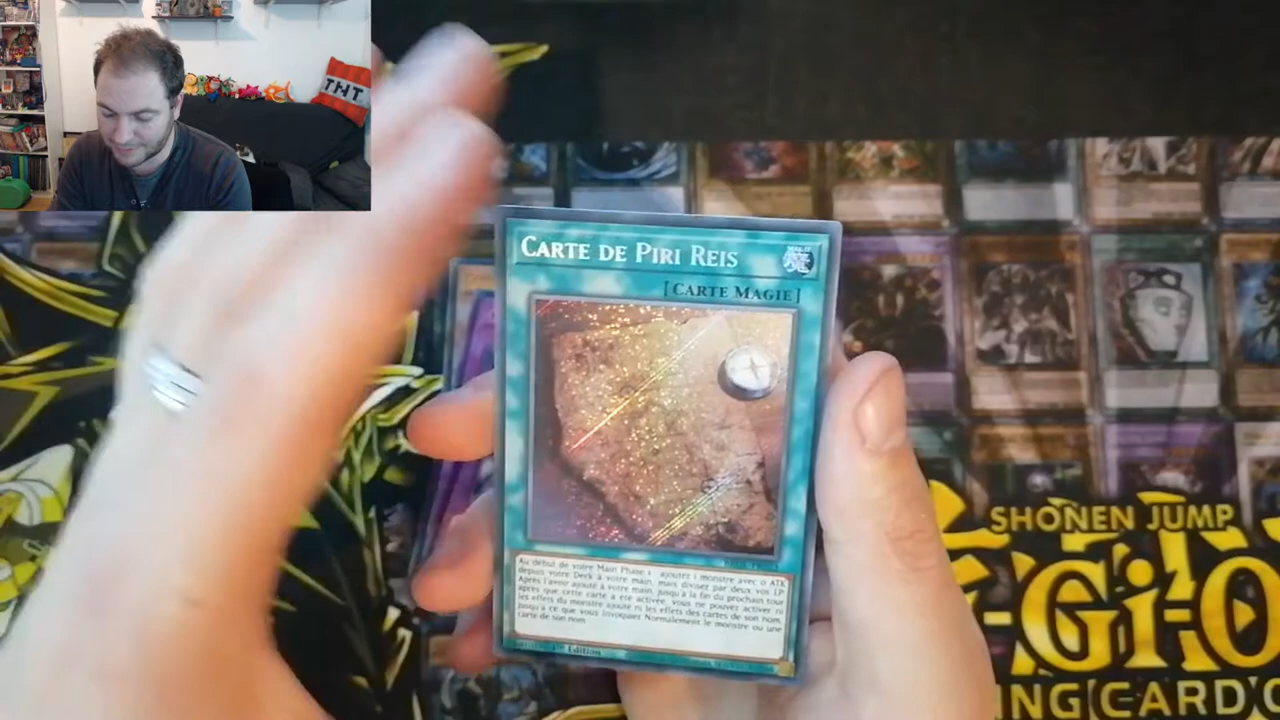 TNT
CARTE DE PIRI REIS
[CARTE MAGIE]
Au début de votre Main Phase 1 : ajoutez 1 monstre avec 0 ATK
depuis votre Deck à votre main, mais divisez par deux vos LP.
Après l'avoir ajouté à votre main, jusqu'à la fin du prochain tour
après que cette carte a été activée, vous ne pouvez activer ni
les effets du monstre ajouté ni les effets des cartes de son nom,
jusqu'à ce que vous Invoquiez Normalement le monstre ou une
carte de son nom.
Edition
SHONEN JUMP
-GI-O
ING CARD G